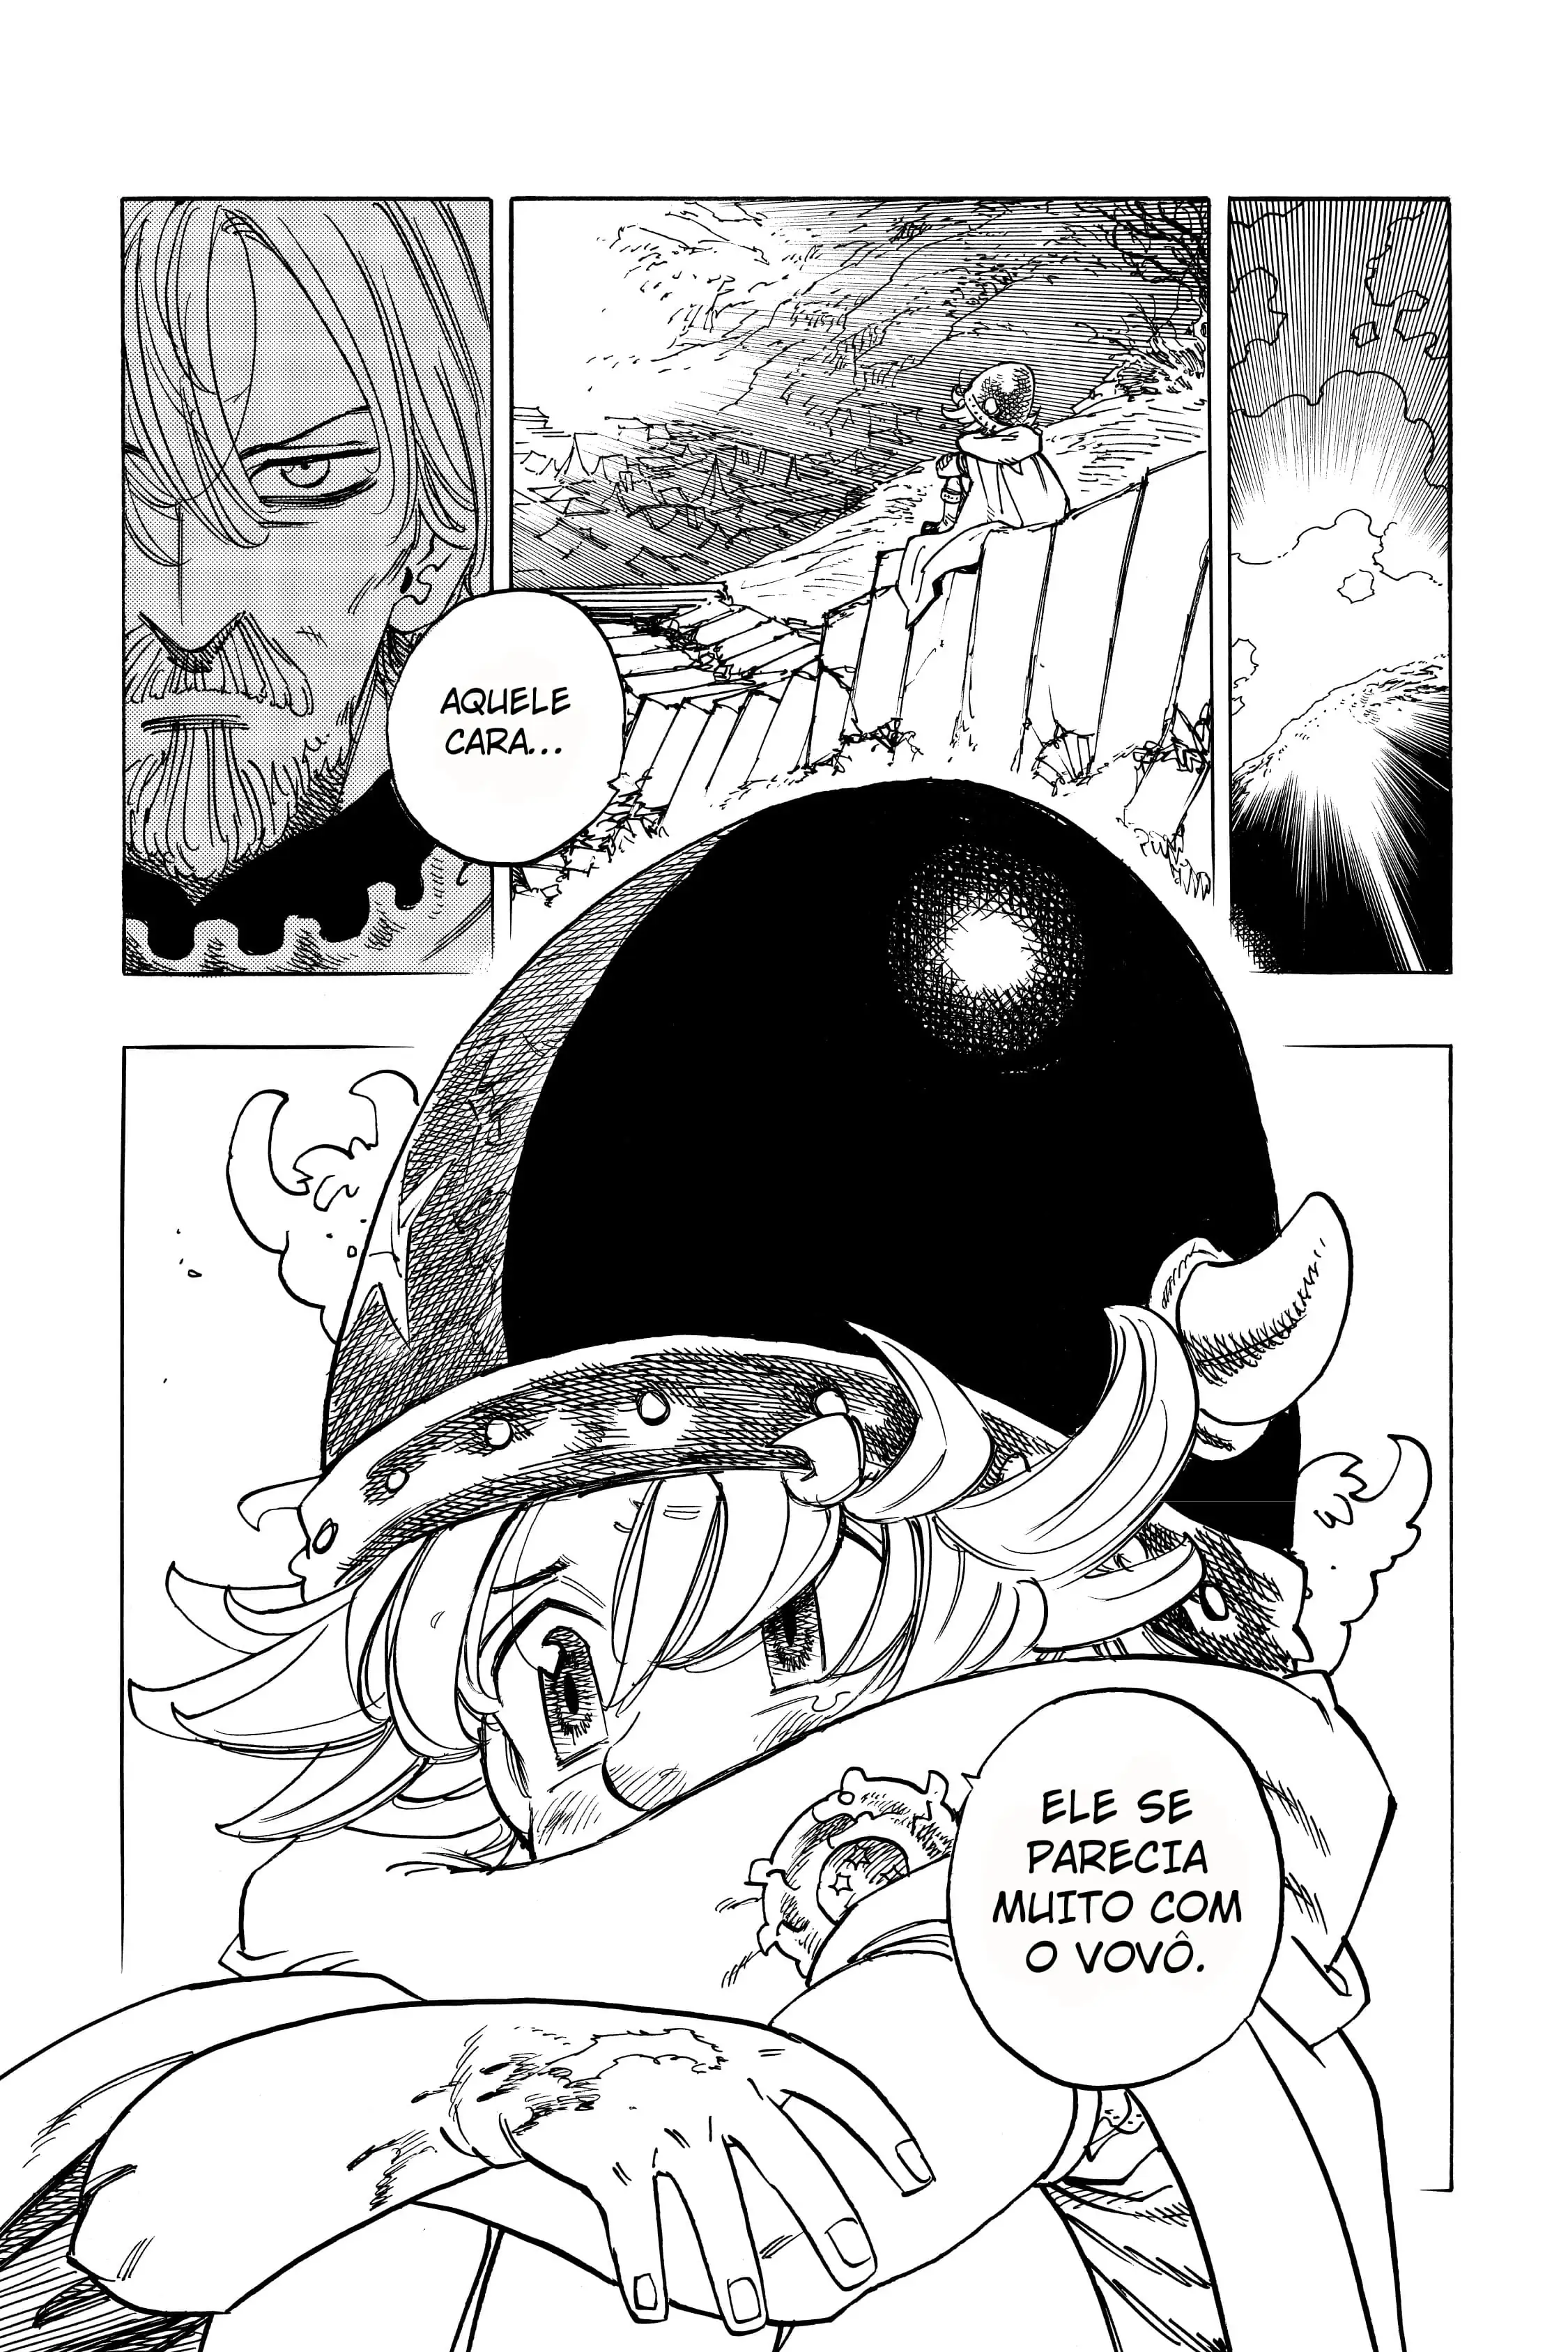 AQUELE
CARA...
ELE SE
PARECIA
MUITO COM
O VOVÔ.